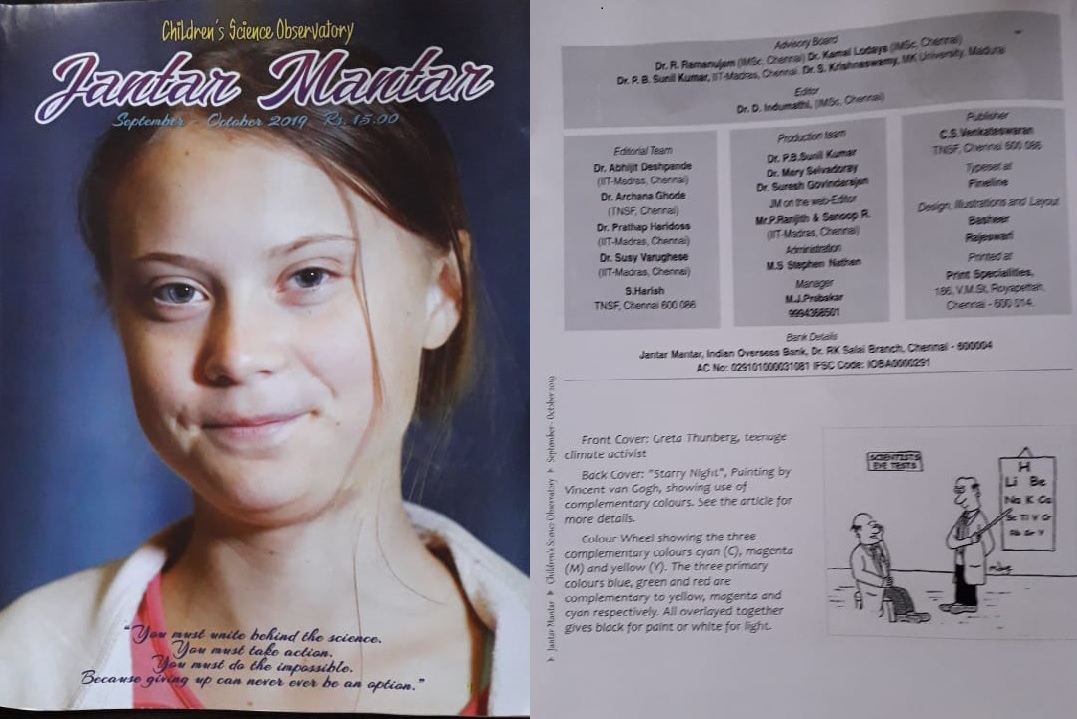 Children's Science Observatory
Jantar Mantar
September - October 2019 Rs. 15.00
"You must unite behind the science.
You must take action.
You must do the impossible.
Because giving up can never ever be an option."
Advisory Board
Dr. R. Ramanujam (IMSc, Chennai) Dr. Kamal Lodaya (IMSc, Chennai)
Dr. P. B. Sunil Kumar, IIT-Madras, Chennai, Dr. S. Krishnaswamy, MK University, Madurai
Editor
Dr. D. Indumathi, (IMSc, Chennai)
Editorial Team
Dr. Abhijit Deshpande
(IIT-Madras, Chennai)
Dr. Archana Ghode
(TNSF, Chennai)
Dr. Prathap Haridoss
(IIT-Madras, Chennai)
Dr. Susy Varughese
(IIT-Madras, Chennai)
S.Harish
TNSF, Chennai 600 086
Production team
Dr. P.B.Sunil Kumar
Dr. Mary Selvadoray
Dr. Suresh Govindarajan
JM on the web-Editor
Mr.P.Ranjith & Sanoop R.
(IIT-Madras, Chennai)
Administration
M.S Stephen Nathan
Manager
M.J.Prabakar
9994368501
Publisher
C.S. Venkateswaran
TNSF, Chennai 600 086
Typeset at
Fineline
Design, Illustrations and Layout
Basheer
Rajeswari
Printed at
Print Specialities,
186, V.M.St, Royapettah,
Chennai - 600 014.
Bank Details
Jantar Mantar, Indian Overseas Bank, Dr. RK Salai Branch, Chennai - 600004
AC No: 029101000031081 IFSC Code: IOBA0000291
Jantar Mantar Children's Science Observatory September - October 2019
Front Cover: Greta Thunberg, teenage
climate activist
Back Cover: "Starry Night", Painting by
Vincent van Gogh, showing use of
complementary colours. See the article for
more details.
Colour Wheel showing the three
complementary colours cyan (C), magenta
(M) and yellow (Y). The three primary
colours blue, green and red are
complementary to yellow, magenta and
cyan respectively. All overlayed together
gives black for paint or white for light.
SCIENTISTS
EYE TESTS
H
Li Be
Na K Ca
Sc Ti V Cr